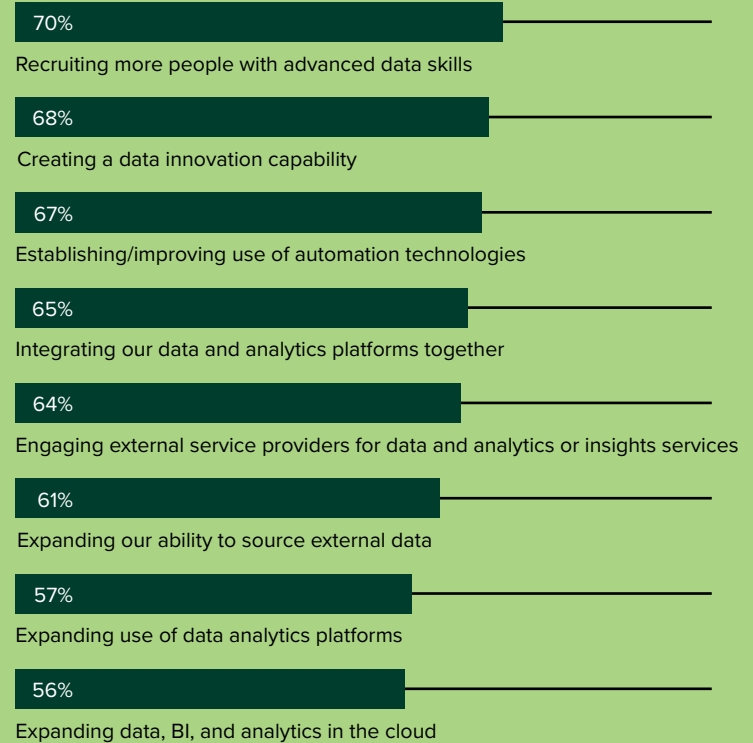 70%
Recruiting more people with advanced data skills
68%
Creating a data innovation capability
67%
Establishing/improving use of automation technologies
65%
Integrating our data and analytics platforms together
64%
Engaging external service providers for data and analytics or insights services
61%
Expanding our ability to source external data
57%
Expanding use of data analytics platforms
56%
Expanding data, BI, and analytics in the cloud